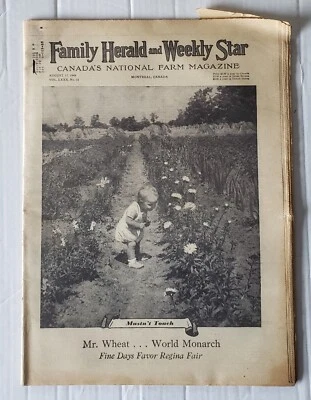 Family Herald and Weekly Star
CANADA'S NATIONAL FARM MAGAZINE
MONTREAL, CANADA
Mustn't Touch
Mr. Wheat . . . World Monarch
Fine Days Favor Regina Fair